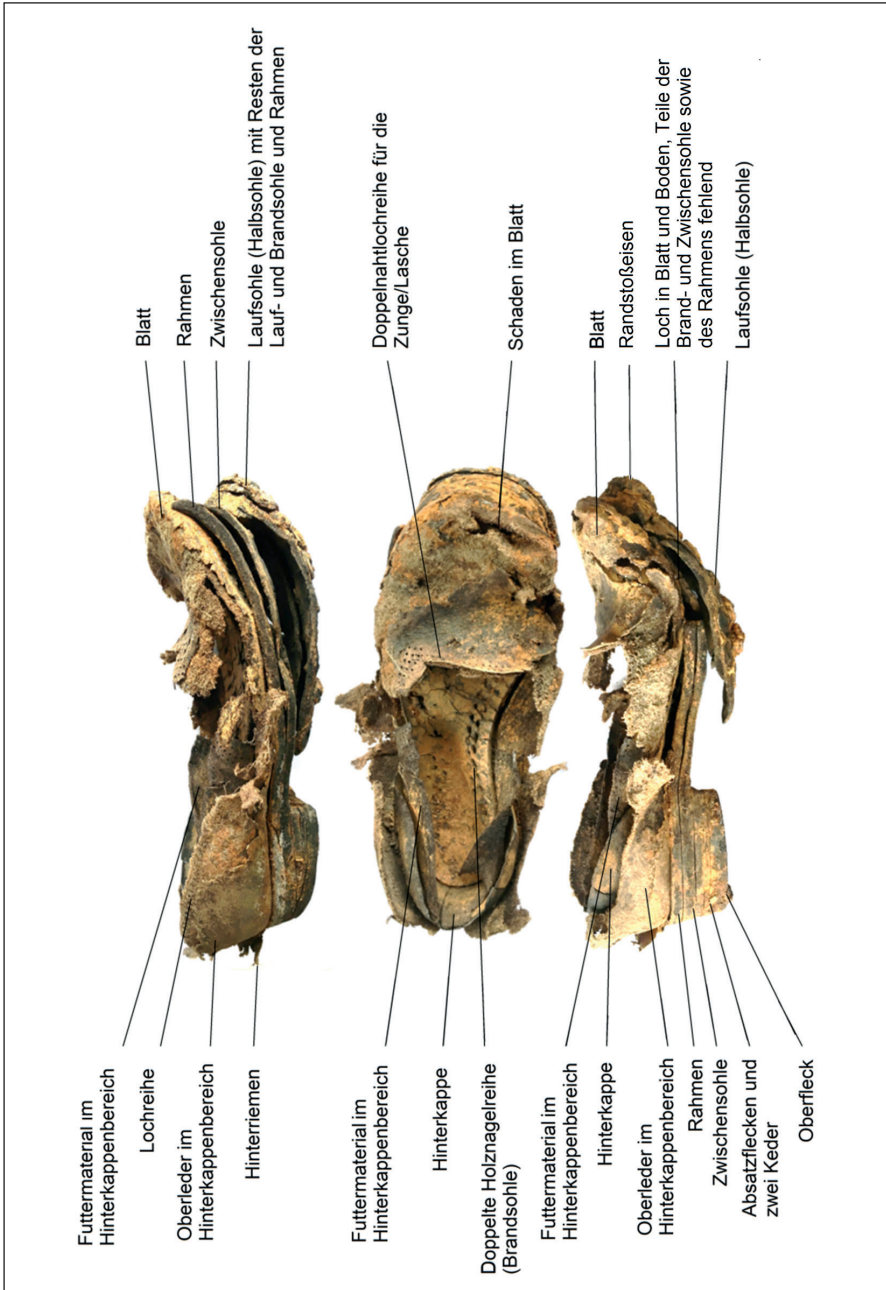 Futtermaterial im
Hinterkappenbereich
Lochreihe
Oberleder im
Hinterkappenbereich
Hinterriemen
Blatt
Rahmen
Zwischensohle
Laufsohle (Halbsohle) mit Resten der
Lauf- und Brandsohle und Rahmen
Futtermaterial im
Hinterkappenbereich
Hinterkappe
Doppelte Holznagelreihe
(Brandsohle)
Doppelnahtlochreihe für die
Zunge/Lasche
Schaden im Blatt
Futtermaterial im
Hinterkappenbereich
Hinterkappe
Oberleder im
Hinterkappenbereich
Rahmen
Zwischensohle
Absatzflecken und
zwei Keder
Oberfleck
Blatt
Randstoßeisen
Loch in Blatt und Boden, Teile der
Brand- und Zwischensohle sowie
des Rahmens fehlend
Laufsohle (Halbsohle)